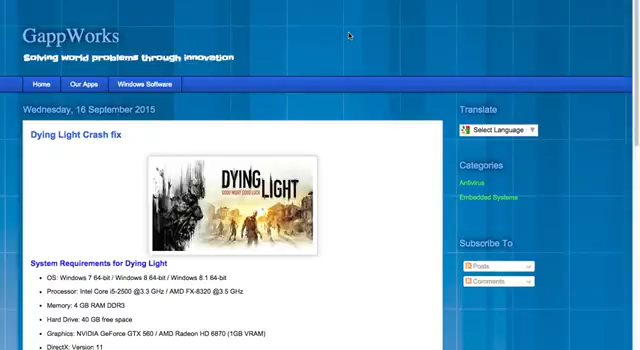 GappWorks
Solving world problems through innovation
Home
Our Apps
Windows Software
Wednesday, 16 September 2015
Dying Light Crash fix
DYING LIGHT
GOOD NIGHT. GOOD LUCK.
System Requirements for Dying Light
OS: Windows 7 64-bit / Windows 8 64-bit / Windows 8.1 64-bit
Processor: Intel Core i5-2500 @3.3 GHz / AMD FX-8320 @3.5 GHz
Memory: 4 GB RAM DDR3
Hard Drive: 40 GB free space
Graphics: NVIDIA GeForce GTX 560 / AMD Radeon HD 6870 (1GB VRAM)
DirectX: Version 11
Translate
Select Language
Categories
Antivirus
Embedded Systems
Subscribe To
Posts
Comments